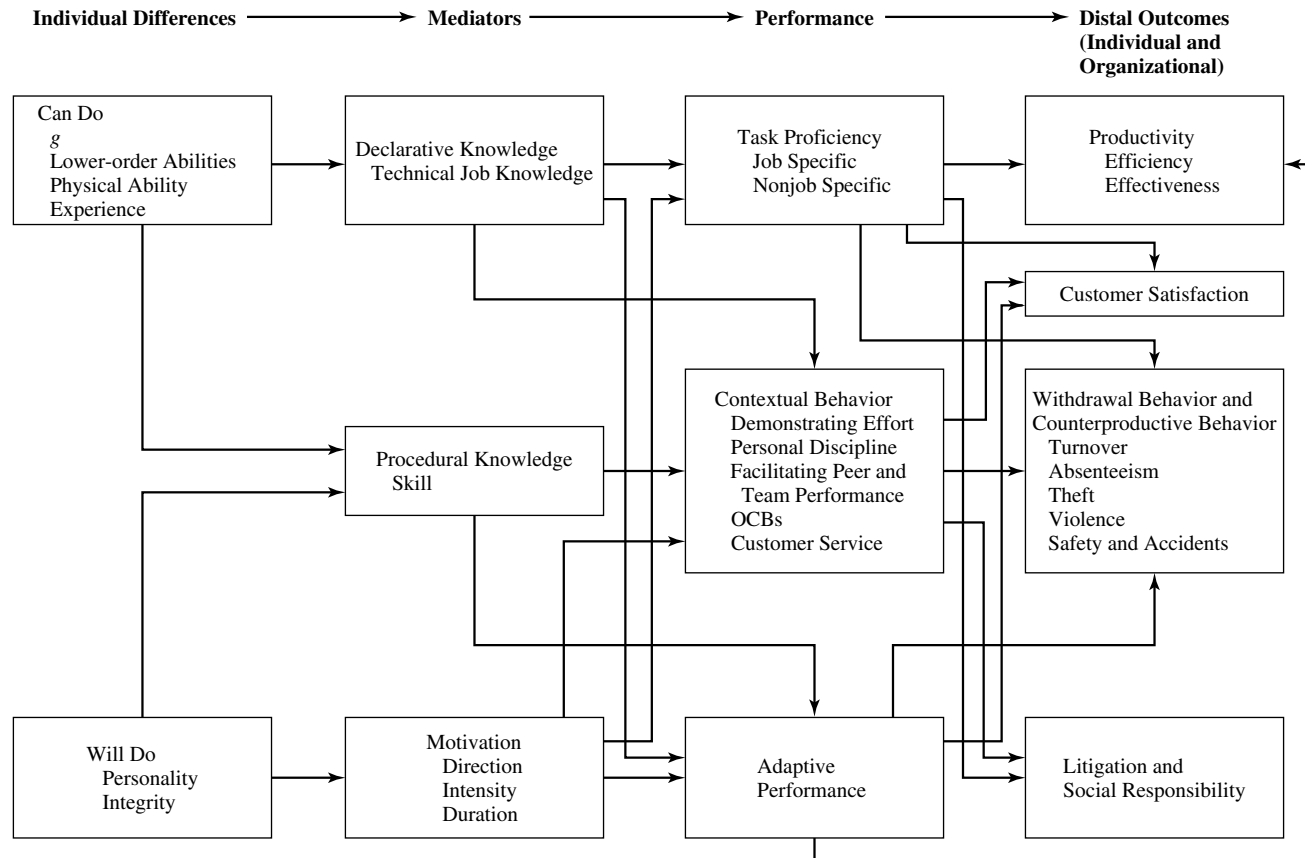 Individual Differences
Mediators
Performance
Distal Outcomes
(Individual and
Organizational)
Can Do
g
Lower-order Abilities
Physical Ability
Experience
Declarative Knowledge
Technical Job Knowledge
Task Proficiency
Job Specific
Nonjob Specific
Productivity
Efficiency
Effectiveness
Customer Satisfaction
Procedural Knowledge
Skill
Contextual Behavior
Demonstrating Effort
Personal Discipline
Facilitating Peer and
Team Performance
OCBs
Customer Service
Withdrawal Behavior and
Counterproductive Behavior
Turnover
Absenteeism
Theft
Violence
Safety and Accidents
Will Do
Personality
Integrity
Motivation
Direction
Intensity
Duration
Adaptive
Performance
Litigation and
Social Responsibility